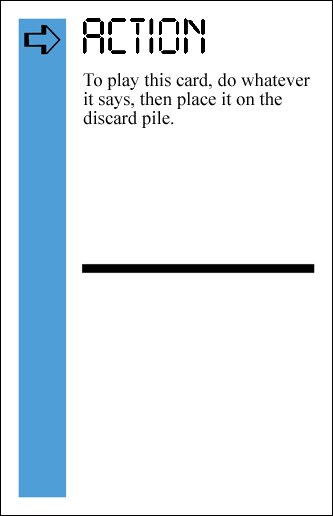 ACTION
To play this card, do whatever
it says, then place it on the
discard pile.